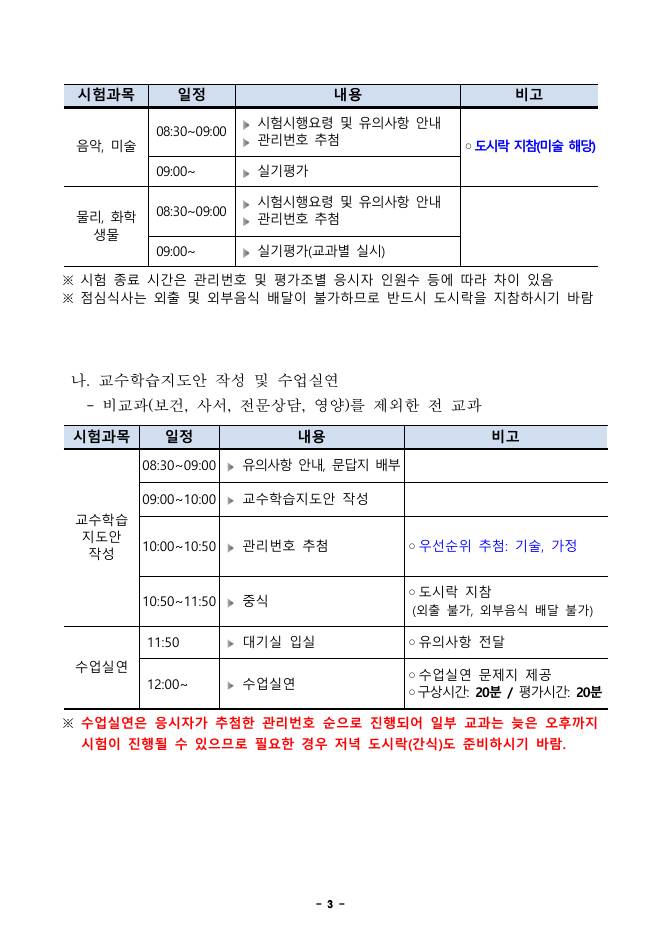 시험과목 일정 내용 비고
음악, 미술
08:30~09:00
▶ 시험시행요령 및 유의사항 안내
▶ 관리번호 추첨
○ 도시락 지참(미술 해당)
09:00~ ▶ 실기평가
물리, 화학
생물
08:30~09:00
▶ 시험시행요령 및 유의사항 안내
▶ 관리번호 추첨
09:00~ ▶ 실기평가(교과별 실시)
※ 시험 종료 시간은 관리번호 및 평가조별 응시자 인원수 등에 따라 차이 있음
※ 점심식사는 외출 및 외부음식 배달이 불가하므로 반드시 도시락을 지참하시기 바람
나. 교수학습지도안 작성 및 수업실연
- 비교과(보건, 사서, 전문상담, 영양)를 제외한 전 교과
시험과목 일정 내용 비고
교수학습
지도안
작성
08:30~09:00 ▶ 유의사항 안내, 문답지 배부
09:00~10:00 ▶ 교수학습지도안 작성
10:00~10:50 ▶ 관리번호 추첨 ○ 우선순위 추첨: 기술, 가정
10:50~11:50 ▶ 중식
○ 도시락 지참
(외출 불가, 외부음식 배달 불가)
수업실연
11:50 ▶ 대기실 입실 ○ 유의사항 전달
12:00~ ▶ 수업실연
○ 수업실연 문제지 제공
○ 구상시간: 20분 / 평가시간: 20분
※ 수업실연은 응시자가 추첨한 관리번호 순으로 진행되어 일부 교과는 늦은 오후까지
시험이 진행될 수 있으므로 필요한 경우 저녁 도시락(간식)도 준비하시기 바람.
- 3 -